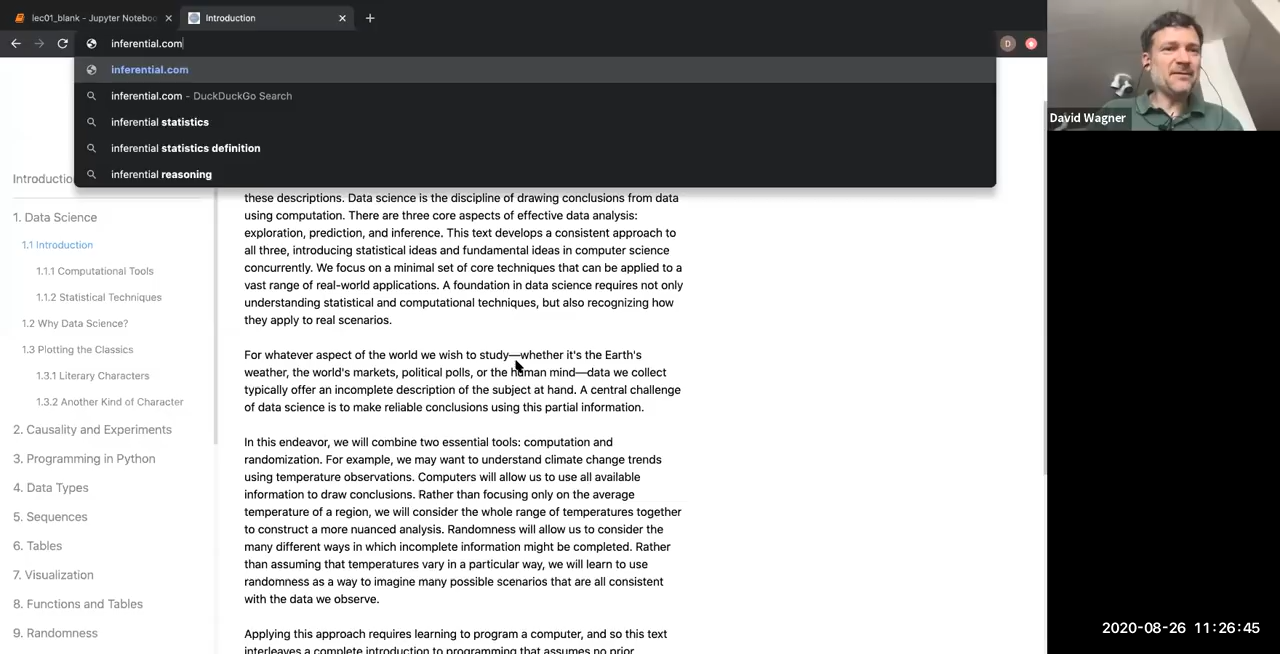 lec01_blank - Jupyter Noteboo
Introduction
inferential.com
D
inferential.com
inferential.com - DuckDuckGo Search
inferential statistics
inferential statistics definition
inferential reasoning
David Wagner
Introduction
1. Data Science
1.1 Introduction
1.1.1 Computational Tools
1.1.2 Statistical Techniques
1.2 Why Data Science?
1.3 Plotting the Classics
1.3.1 Literary Characters
1.3.2 Another Kind of Character
2. Causality and Experiments
3. Programming in Python
4. Data Types
5. Sequences
6. Tables
7. Visualization
8. Functions and Tables
9. Randomness
these descriptions. Data science is the discipline of drawing conclusions from data
using computation. There are three core aspects of effective data analysis:
exploration, prediction, and inference. This text develops a consistent approach to
all three, introducing statistical ideas and fundamental ideas in computer science
concurrently. We focus on a minimal set of core techniques that can be applied to a
vast range of real-world applications. A foundation in data science requires not only
understanding statistical and computational techniques, but also recognizing how
they apply to real scenarios.
For whatever aspect of the world we wish to study—whether it's the Earth's
weather, the world's markets, political polls, or the human mind—data we collect
typically offer an incomplete description of the subject at hand. A central challenge
of data science is to make reliable conclusions using this partial information.
In this endeavor, we will combine two essential tools: computation and
randomization. For example, we may want to understand climate change trends
using temperature observations. Computers will allow us to use all available
information to draw conclusions. Rather than focusing only on the average
temperature of a region, we will consider the whole range of temperatures together
to construct a more nuanced analysis. Randomness will allow us to consider the
many different ways in which incomplete information might be completed. Rather
than assuming that temperatures vary in a particular way, we will learn to use
randomness as a way to imagine many possible scenarios that are all consistent
with the data we observe.
Applying this approach requires learning to program a computer, and so this text
interleaves a complete introduction to programming that assumes no prior
2020-08-26 11:26:45